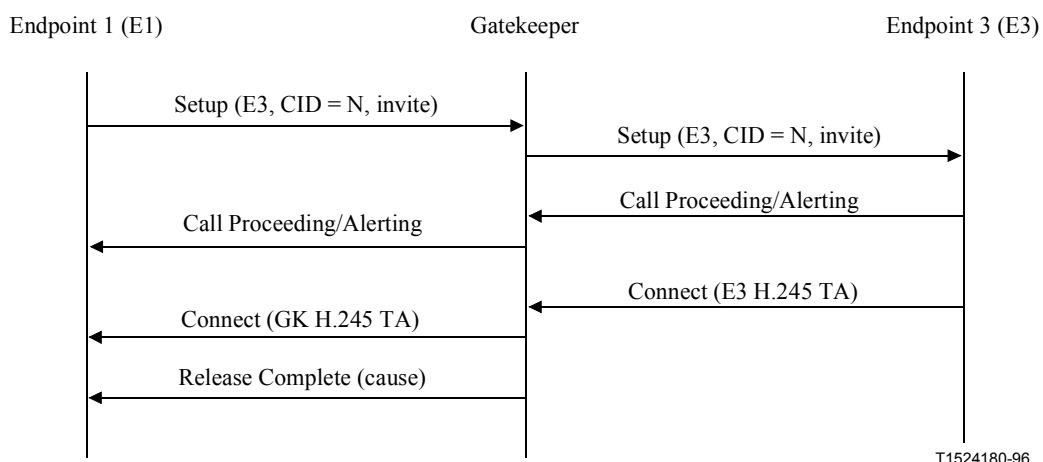 Endpoint 1 (E1)
Gatekeeper
Endpoint 3 (E3)
Setup (E3, CID = N, invite)
Setup (E3, CID = N, invite)
Call Proceeding/Alerting
Call Proceeding/Alerting
Connect (E3 H.245 TA)
Connect (GK H.245 TA)
Release Complete (cause)
T1524180-96